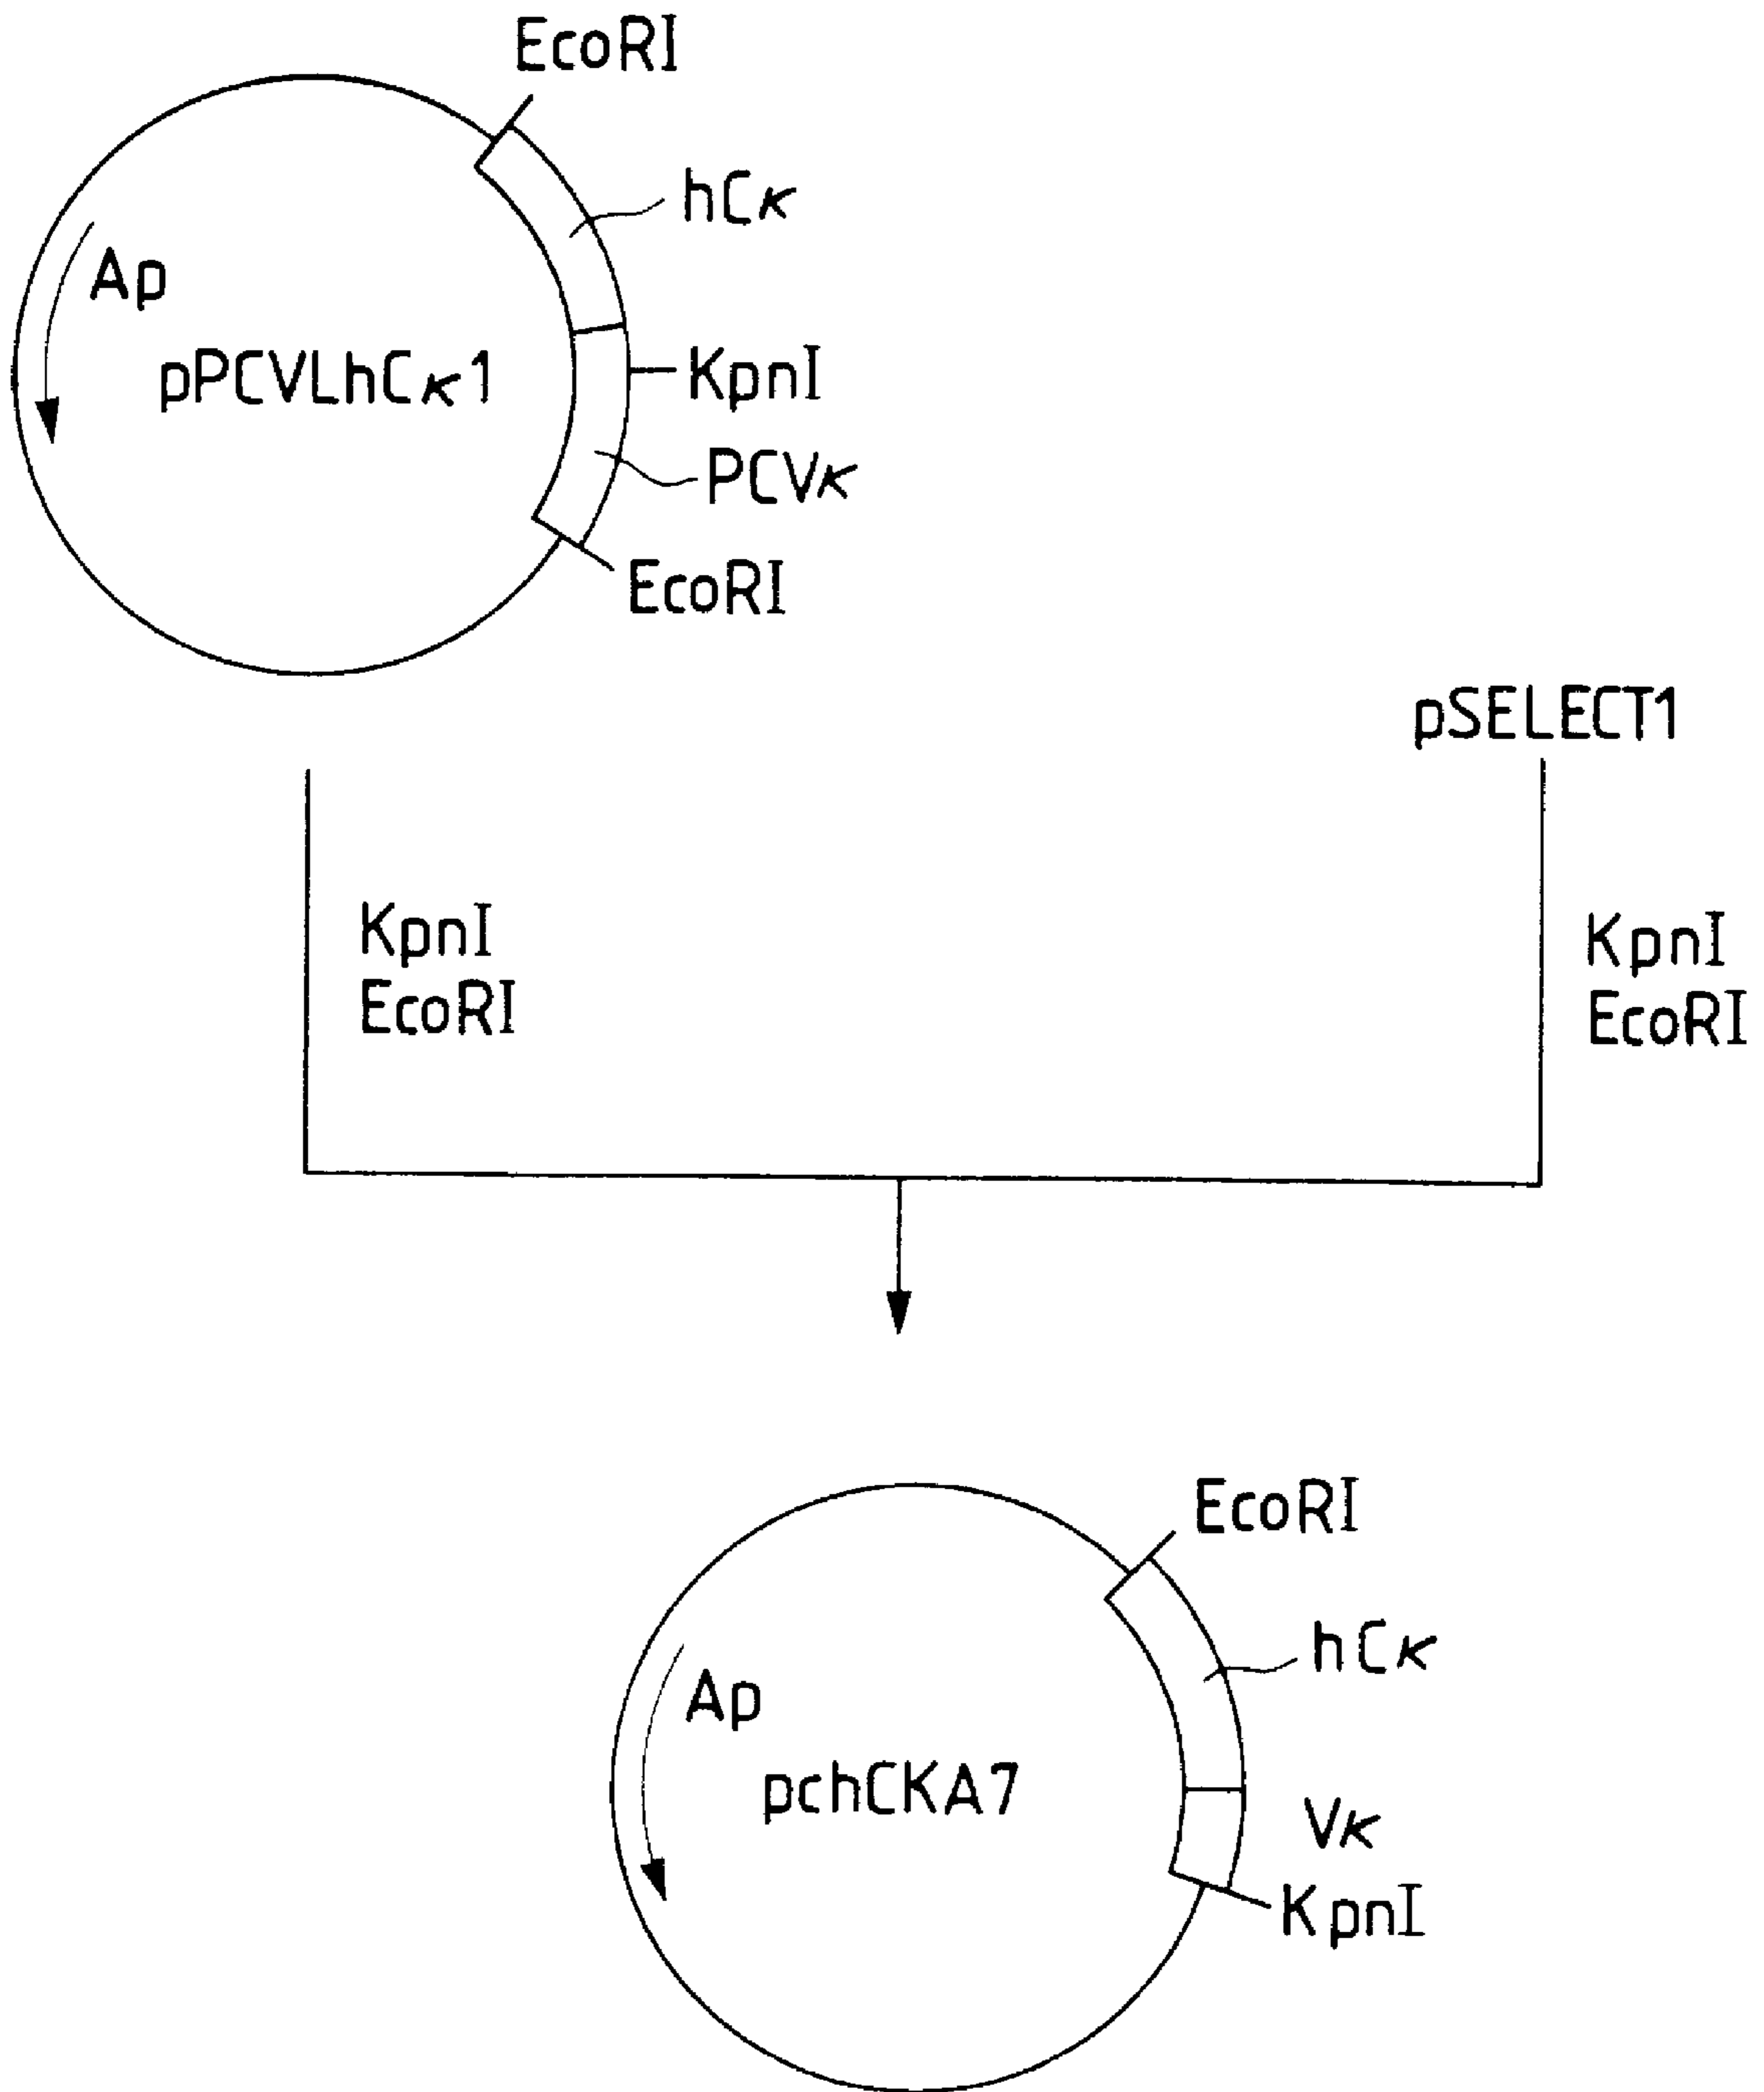 EcoRI
hCκ
Ap
pPCVLhCκ1
KpnI
PCVκ
EcoRI
pSELECT1
KpnI
EcoRI
KpnI
EcoRI
EcoRI
hCκ
Ap
pchCKA7
Vκ
KpnI